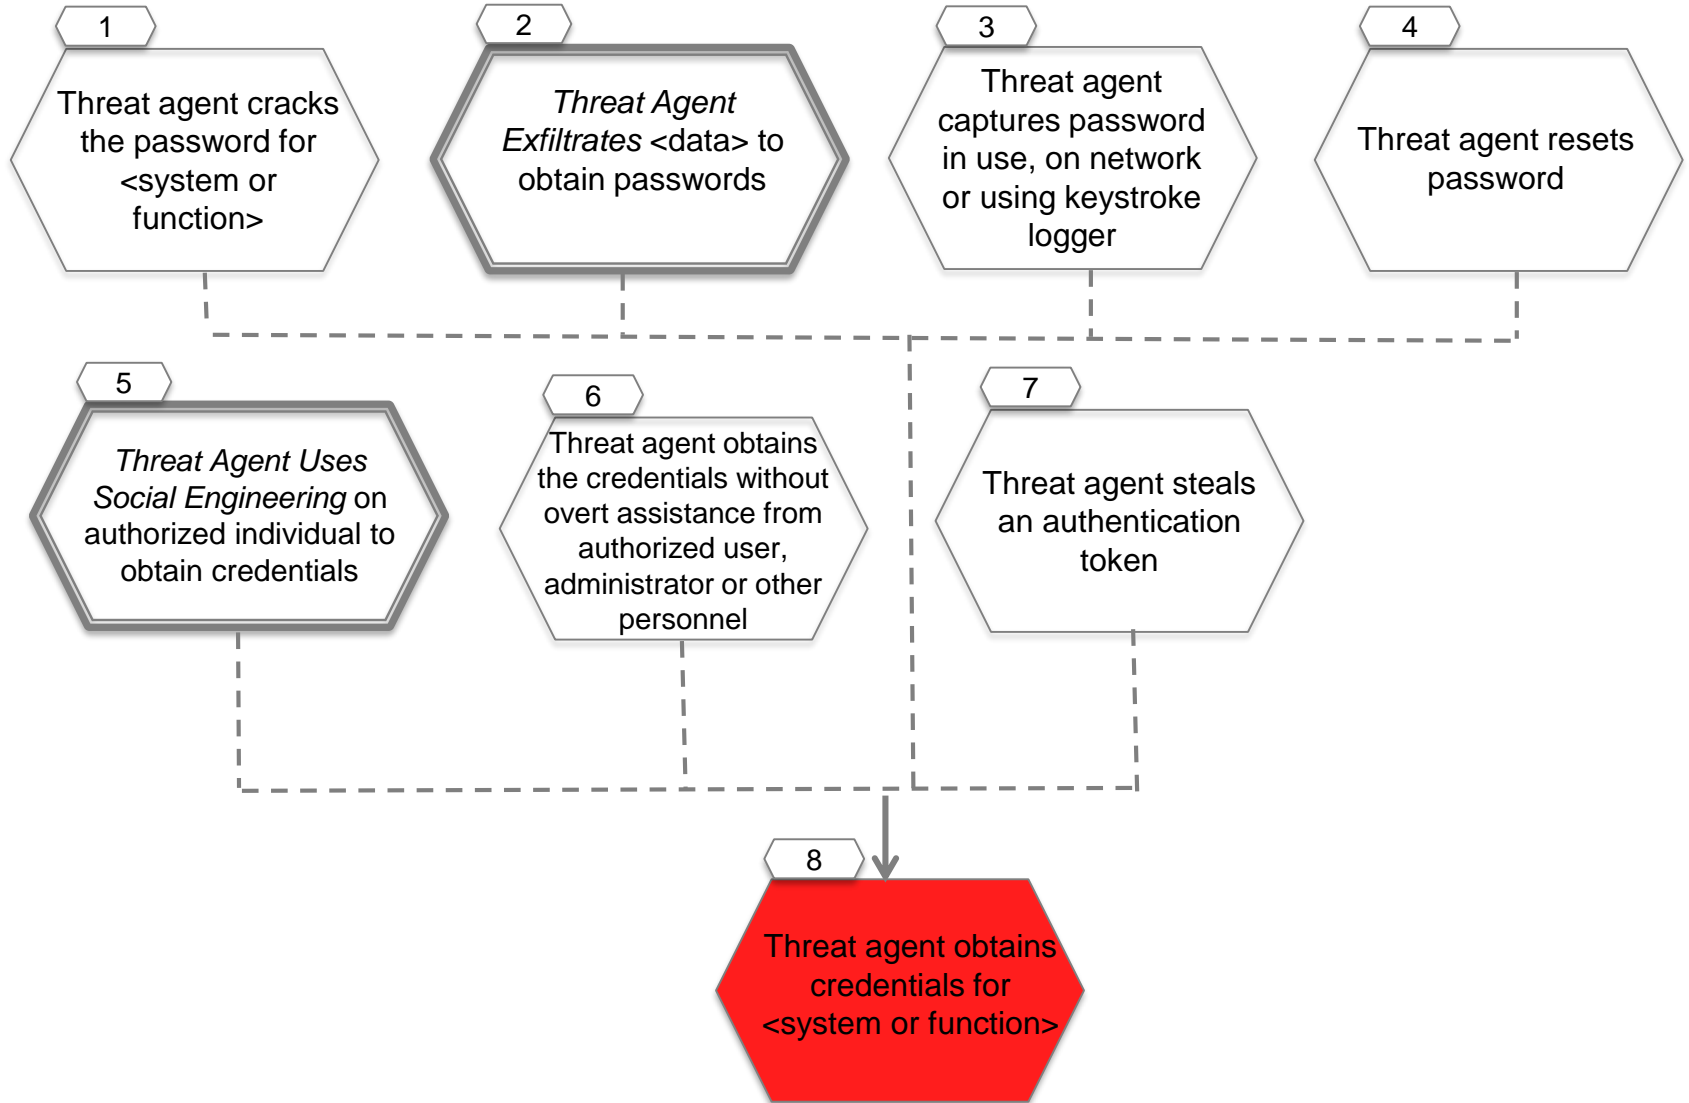 1
Threat agent cracks
the password for
<system or
function>
2
Threat Agent
Exfiltrates <data> to
obtain passwords
3
Threat agent
captures password
in use, on network
or using keystroke
logger
4
Threat agent resets
password
5
Threat Agent Uses
Social Engineering on
authorized individual to
obtain credentials
6
Threat agent obtains
the credentials without
overt assistance from
authorized user,
administrator or other
personnel
7
Threat agent steals
an authentication
token
8
Threat agent obtains
credentials for
<system or function>